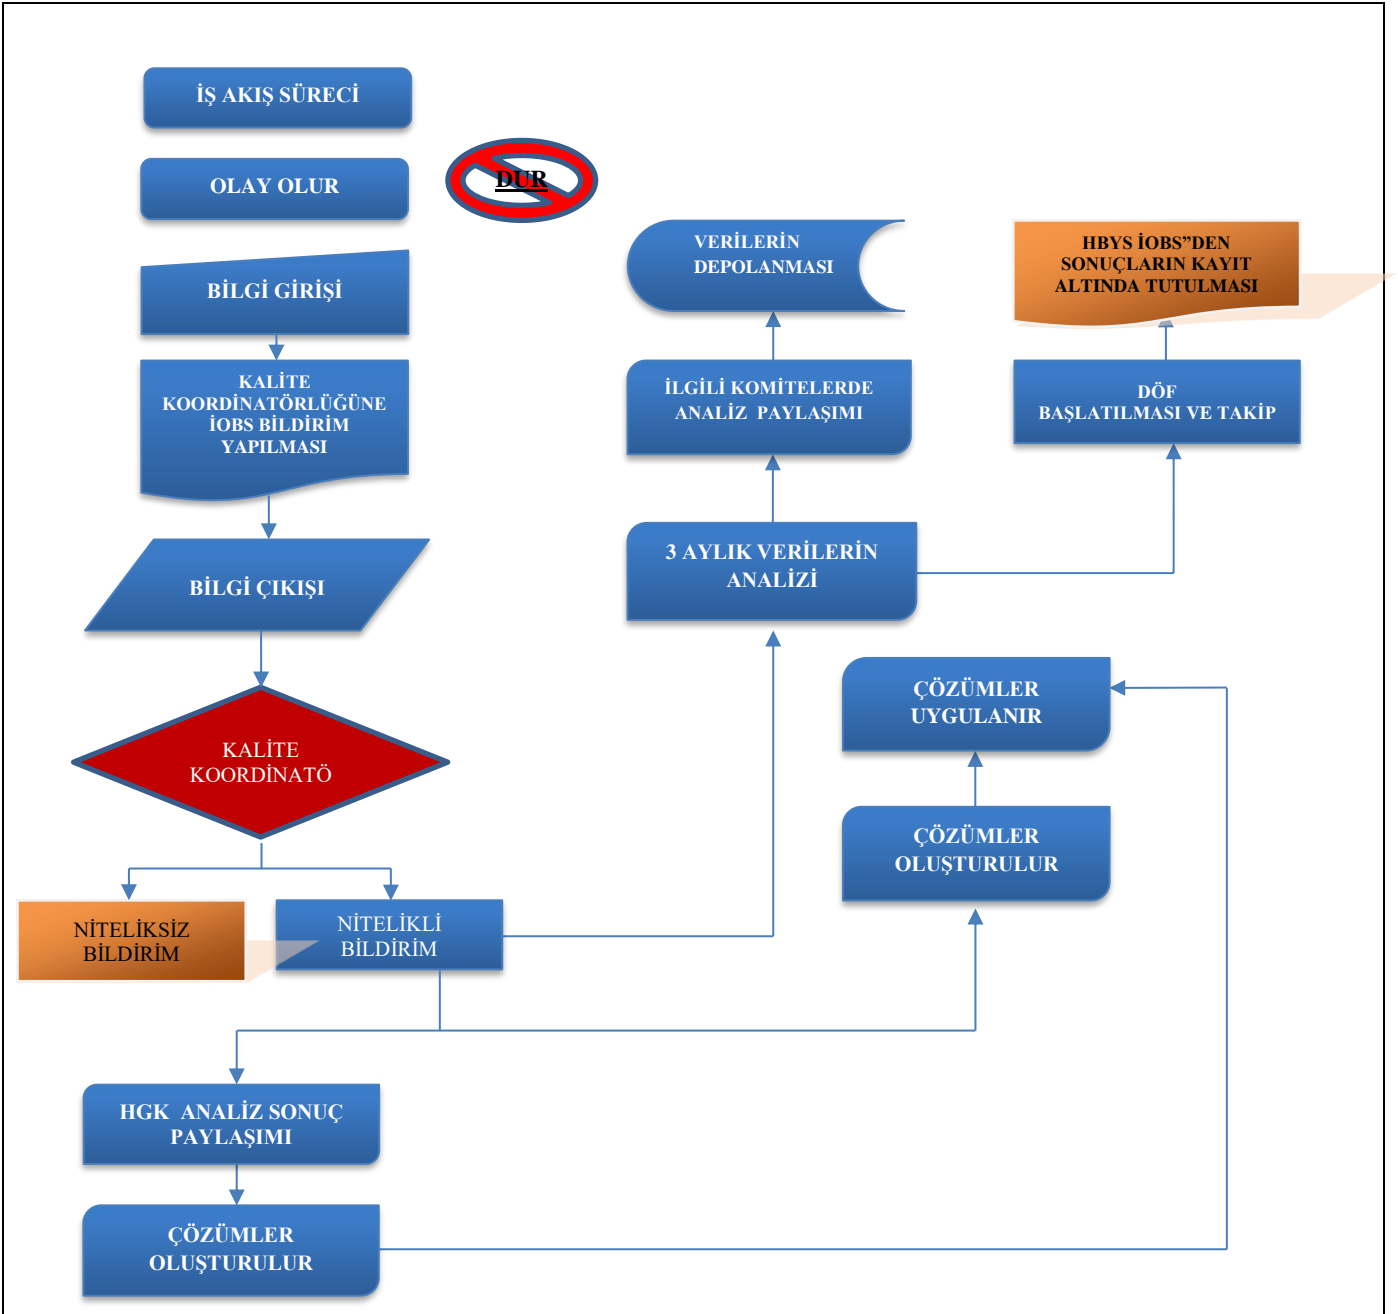 İŞ AKIŞ SÜRECİ
OLAY OLUR
DUR
BİLGİ GİRİŞİ
KALİTE
KOORDİNATÖRLÜĞÜNE
İOBS BİLDİRİM
YAPILMASI
BİLGİ ÇIKIŞI
KALİTE
KOORDİNATÖ
NİTELİKSİZ
BİLDİRİM
NİTELİKLİ
BİLDİRİM
HGK ANALİZ SONUÇ
PAYLAŞIMI
ÇÖZÜMLER
OLUŞTURULUR
VERİLERİN
DEPOLANMASI
İLGİLİ KOMİTELERDE
ANALİZ PAYLAŞIMI
3 AYLIK VERİLERİN
ANALİZİ
HBYS İOBS”DEN
SONUÇLARIN KAYIT
ALTINDA TUTULMASI
DÖF
BAŞLATILMASI VE TAKİP
ÇÖZÜMLER
UYGULANIR
ÇÖZÜMLER
OLUŞTURULUR